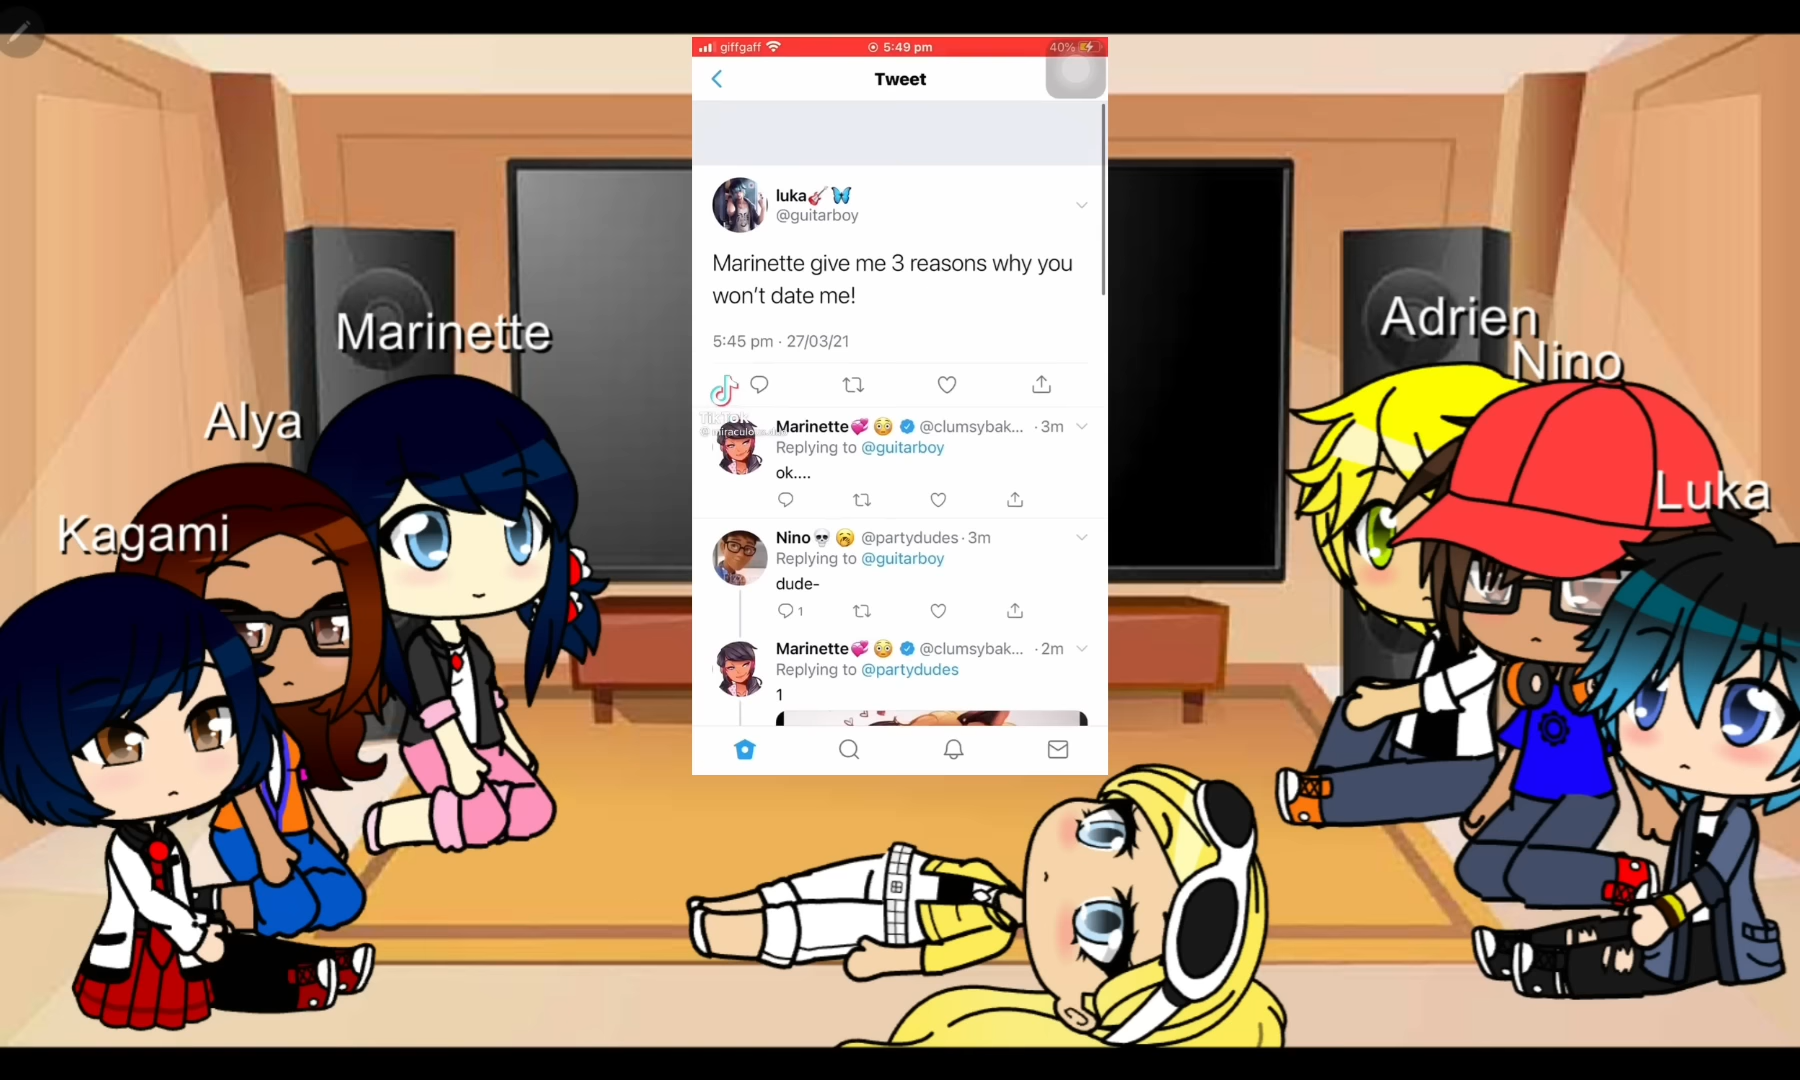 giffgaff
5:49 pm
40%
Tweet
luka🎸🦋
@guitarboy
Marinette give me 3 reasons why you
won't date me!
5:45 pm · 27/03/21
TikTok
Marinette💞😳 @clumsybak... · 3m
Replying to @guitarboy
ok....
Nino💀😭 @partydudes · 3m
Replying to @guitarboy
dude-
1
Marinette💞😳 @clumsybak... · 2m
Replying to @partydudes
1
Marinette
Alya
Kagami
Adrien
Nino
Luka